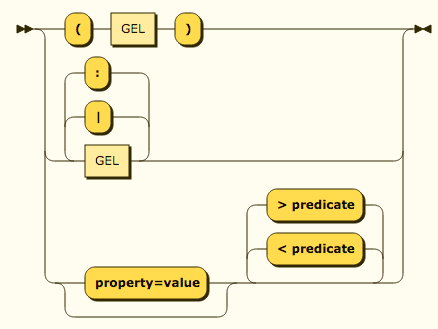 ( GEL )
:
|
GEL
> predicate
< predicate
property=value